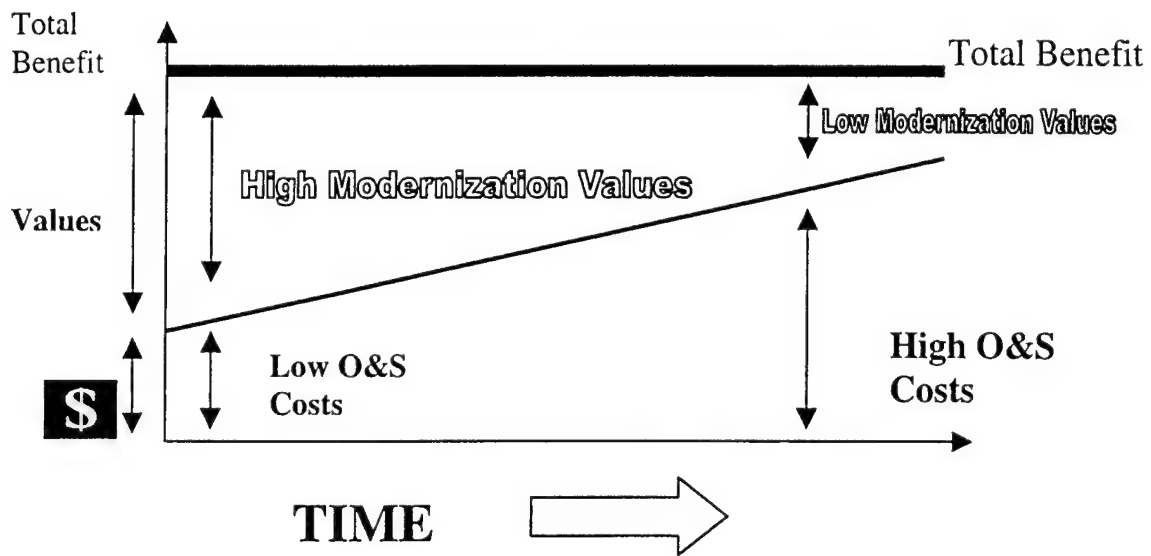 Total
Benefit
Total Benefit
Low Modernization Values
High Modernization Values
Values
Low O&S
Costs
High O&S
Costs
$
TIME